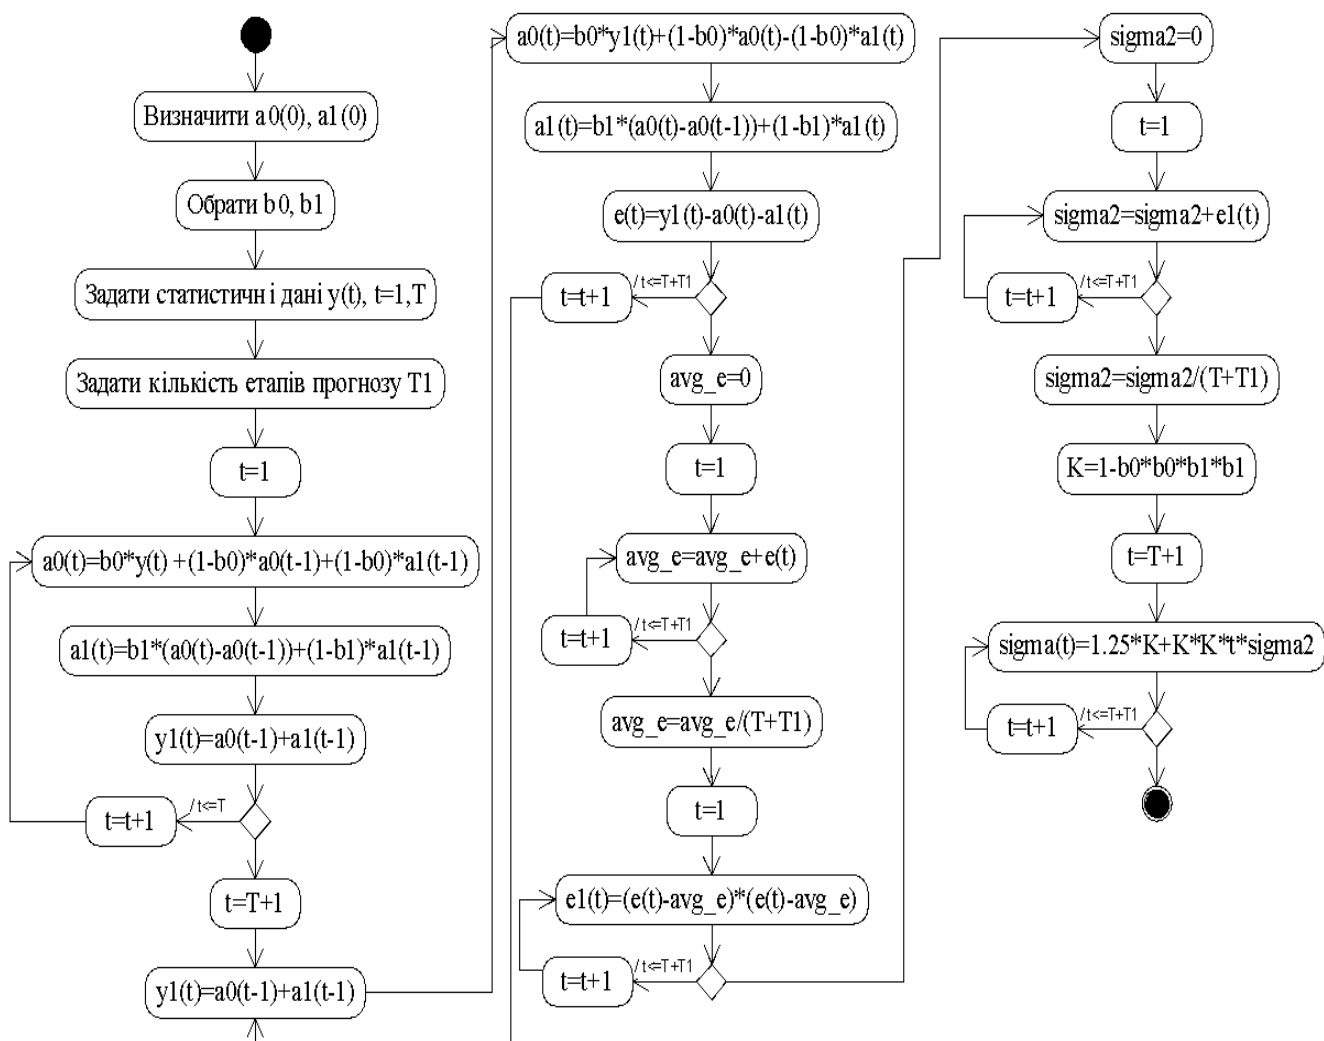 Визначити a0(0), a1(0)
Обрати b0, b1
Задати статистичні дані y(t), t=1,T
Задати кількість етапів прогнозу T1
t=1
a0(t)=b0*y(t) +(1-b0)*a0(t-1)+(1-b0)*a1(t-1)
a1(t)=b1*(a0(t)-a0(t-1))+(1-b1)*a1(t-1)
y1(t)=a0(t-1)+a1(t-1)
/ t<=T
t=t+1
t=T+1
y1(t)=a0(t-1)+a1(t-1)
a0(t)=b0*y1(t)+(1-b0)*a0(t)-(1-b0)*a1(t)
a1(t)=b1*(a0(t)-a0(t-1))+(1-b1)*a1(t)
e(t)=y1(t)-a0(t)-a1(t)
/ t<=T+T1
t=t+1
avg_e=0
t=1
avg_e=avg_e+e(t)
/ t<=T+T1
t=t+1
avg_e=avg_e/(T+T1)
t=1
e1(t)=(e(t)-avg_e)*(e(t)-avg_e)
/ t<=T+T1
t=t+1
sigma2=0
t=1
sigma2=sigma2+e1(t)
/ t<=T+T1
t=t+1
sigma2=sigma2/(T+T1)
K=1-b0*b0*b1*b1
t=T+1
sigma(t)=1.25*K+K*K*t*sigma2
/ t<=T+T1
t=t+1